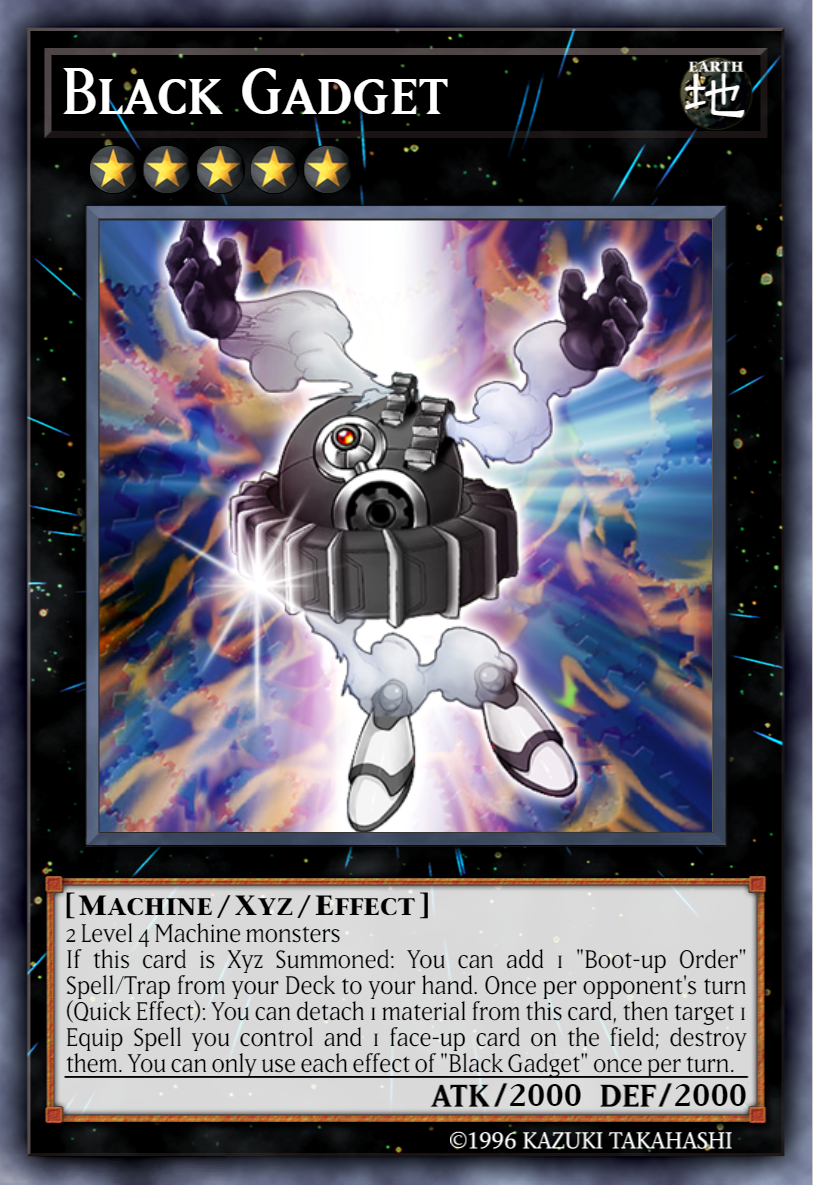 Black Gadget
EARTH
地
[Machine/Xyz/Effect]
2 Level 4 Machine monsters
If this card is Xyz Summoned: You can add 1 "Boot-up Order"
Spell/Trap from your Deck to your hand. Once per opponent's turn
(Quick Effect): You can detach 1 material from this card, then target 1
Equip Spell you control and 1 face-up card on the field; destroy
them. You can only use each effect of "Black Gadget" once per turn.
ATK/2000 DEF/2000
©1996 KAZUKI TAKAHASHI